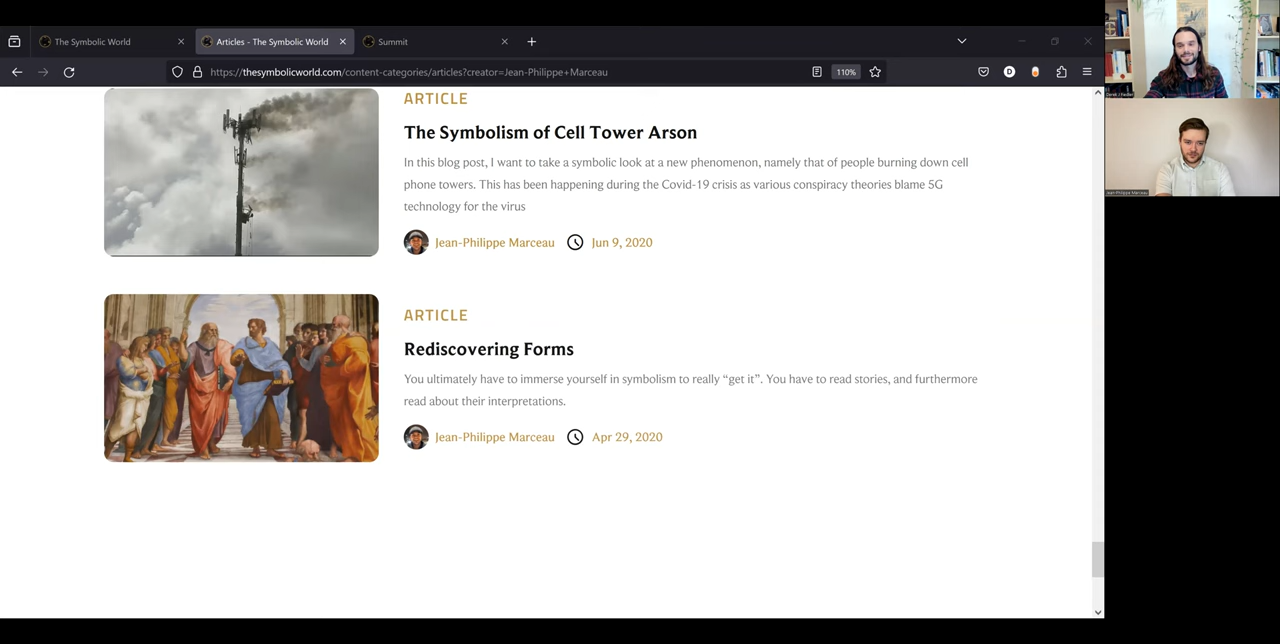 The Symbolic World
Articles - The Symbolic World
Summit
https://thesymbolicworld.com/content-categories/articles?creator=Jean-Philippe+Marceau
110%
D
ARTICLE
The Symbolism of Cell Tower Arson
In this blog post, I want to take a symbolic look at a new phenomenon, namely that of people burning down cell
phone towers. This has been happening during the Covid-19 crisis as various conspiracy theories blame 5G
technology for the virus
Jean-Philippe Marceau
Jun 9, 2020
ARTICLE
Rediscovering Forms
You ultimately have to immerse yourself in symbolism to really “get it”. You have to read stories, and furthermore
read about their interpretations.
Jean-Philippe Marceau
Apr 29, 2020
Jean-Philippe Marceau